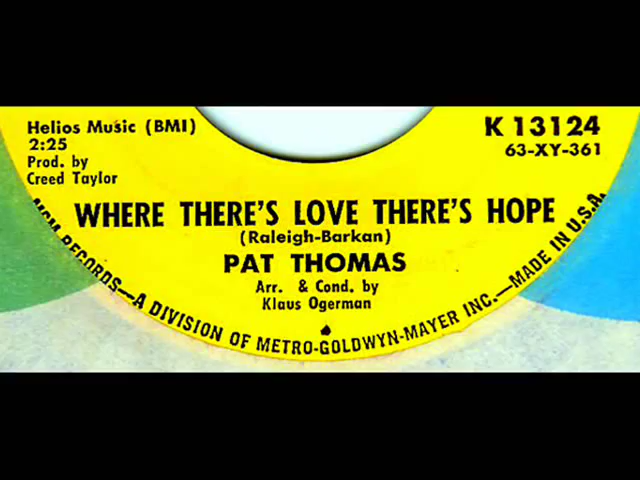 Helios Music (BMI)
2:25
Prod. by
Creed Taylor
K 13124
63-XY-361
WHERE THERE'S LOVE THERE'S HOPE
(Raleigh-Barkan)
PAT THOMAS
Arr. & Cond. by
Klaus Ogerman
MGM RECORDS—A DIVISION OF METRO-GOLDWYN-MAYER INC.—MADE IN U.S.A.